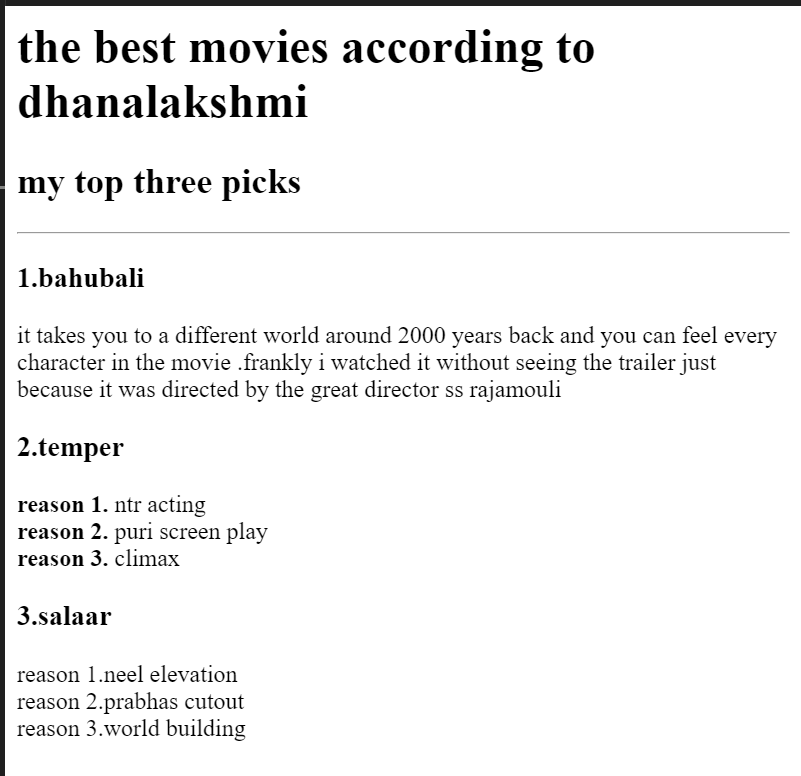 the best movies according to
dhanalakshmi
my top three picks
1.bahubali
it takes you to a different world around 2000 years back and you can feel every
character in the movie .frankly i watched it without seeing the trailer just
because it was directed by the great director ss rajamouli
2.temper
reason 1. ntr acting
reason 2. puri screen play
reason 3. climax
3.salaar
reason 1.neel elevation
reason 2.prabhas cutout
reason 3.world building